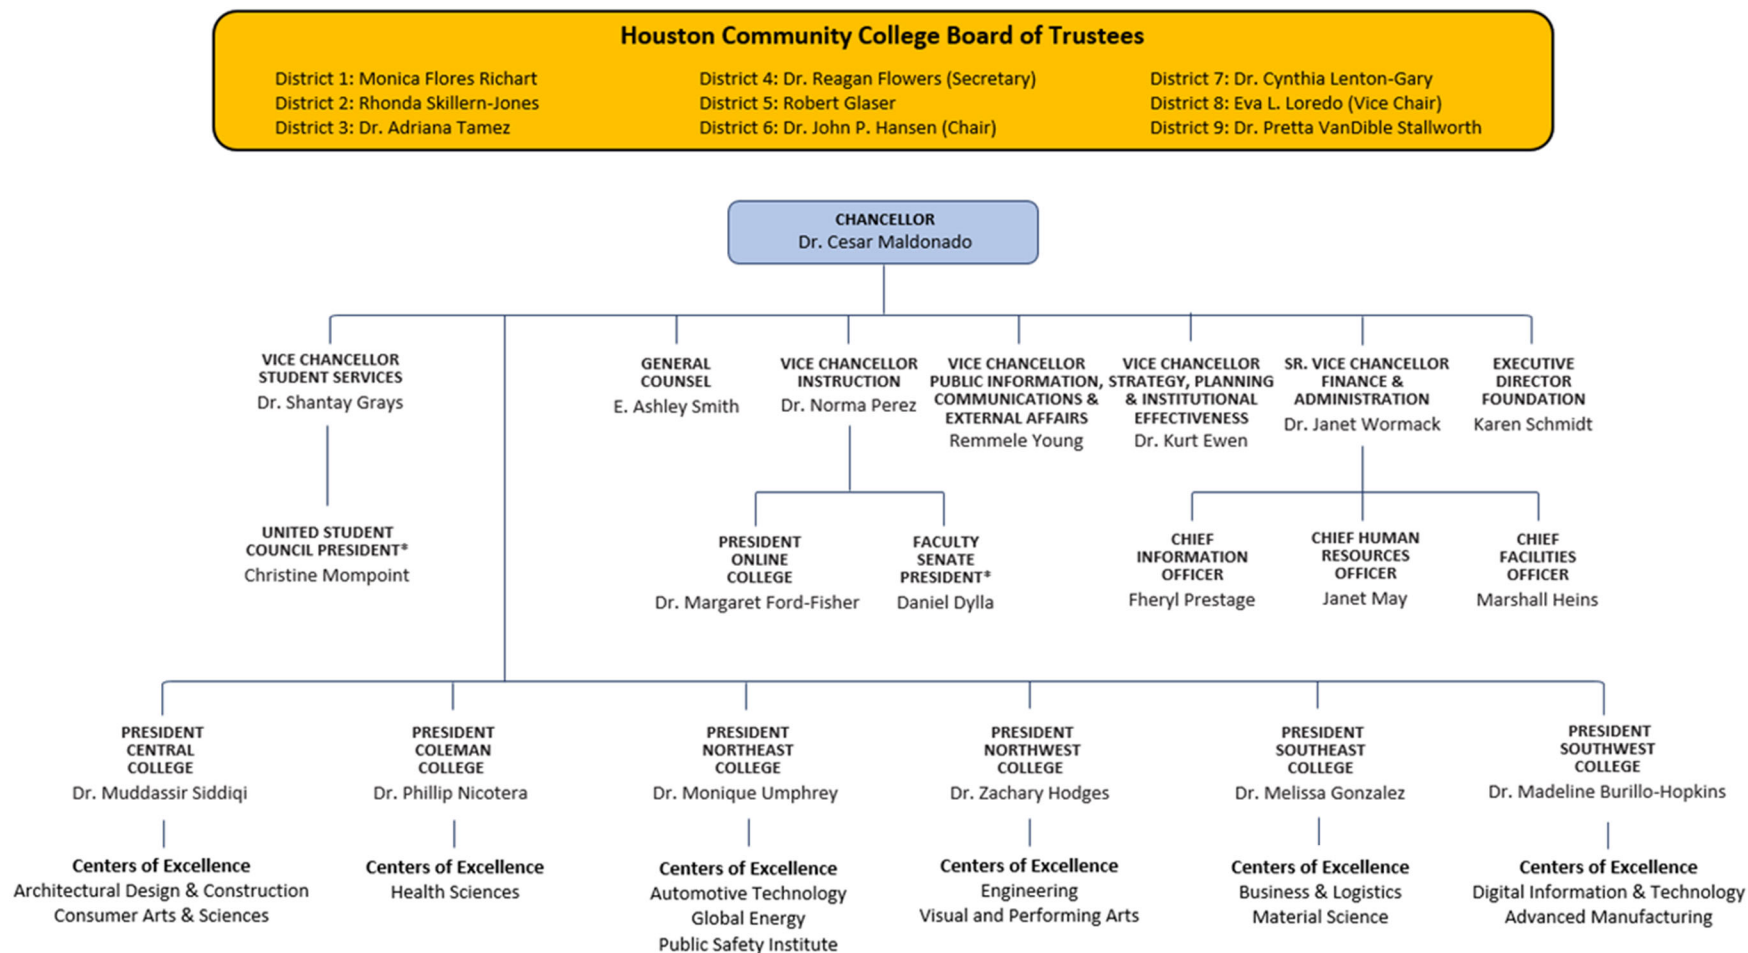 Houston Community College Board of Trustees
District 1: Monica Flores Richart
District 2: Rhonda Skillern-Jones
District 3: Dr. Adriana Tamez
District 4: Dr. Reagan Flowers (Secretary)
District 5: Robert Glaser
District 6: Dr. John P. Hansen (Chair)
District 7: Dr. Cynthia Lenton-Gary
District 8: Eva L. Loredo (Vice Chair)
District 9: Dr. Pretta VanDible Stallworth
CHANCELLOR
Dr. Cesar Maldonado
VICE CHANCELLOR
STUDENT SERVICES
Dr. Shantay Grays
GENERAL
COUNSEL
E. Ashley Smith
VICE CHANCELLOR
INSTRUCTION
Dr. Norma Perez
VICE CHANCELLOR
PUBLIC INFORMATION,
COMMUNICATIONS &
EXTERNAL AFFAIRS
Remmele Young
VICE CHANCELLOR
STRATEGY, PLANNING
& INSTITUTIONAL
EFFECTIVENESS
Dr. Kurt Ewen
SR. VICE CHANCELLOR
FINANCE &
ADMINISTRATION
Dr. Janet Wormack
EXECUTIVE
DIRECTOR
FOUNDATION
Karen Schmidt
UNITED STUDENT
COUNCIL PRESIDENT*
Christine Mompoint
PRESIDENT
ONLINE
COLLEGE
Dr. Margaret Ford-Fisher
FACULTY
SENATE
PRESIDENT*
Daniel Dylla
CHIEF
INFORMATION
OFFICER
Fheryl Prestage
CHIEF HUMAN
RESOURCES
OFFICER
Janet May
CHIEF
FACILITIES
OFFICER
Marshall Heins
PRESIDENT
CENTRAL
COLLEGE
Dr. Muddassir Siddiqi
PRESIDENT
COLEMAN
COLLEGE
Dr. Phillip Nicotera
PRESIDENT
NORTHEAST
COLLEGE
Dr. Monique Umphrey
PRESIDENT
NORTHWEST
COLLEGE
Dr. Zachary Hodges
PRESIDENT
SOUTHEAST
COLLEGE
Dr. Melissa Gonzalez
PRESIDENT
SOUTHWEST
COLLEGE
Dr. Madeline Burillo-Hopkins
Centers of Excellence
Architectural Design & Construction
Consumer Arts & Sciences
Centers of Excellence
Health Sciences
Centers of Excellence
Automotive Technology
Global Energy
Public Safety Institute
Centers of Excellence
Engineering
Visual and Performing Arts
Centers of Excellence
Business & Logistics
Material Science
Centers of Excellence
Digital Information & Technology
Advanced Manufacturing